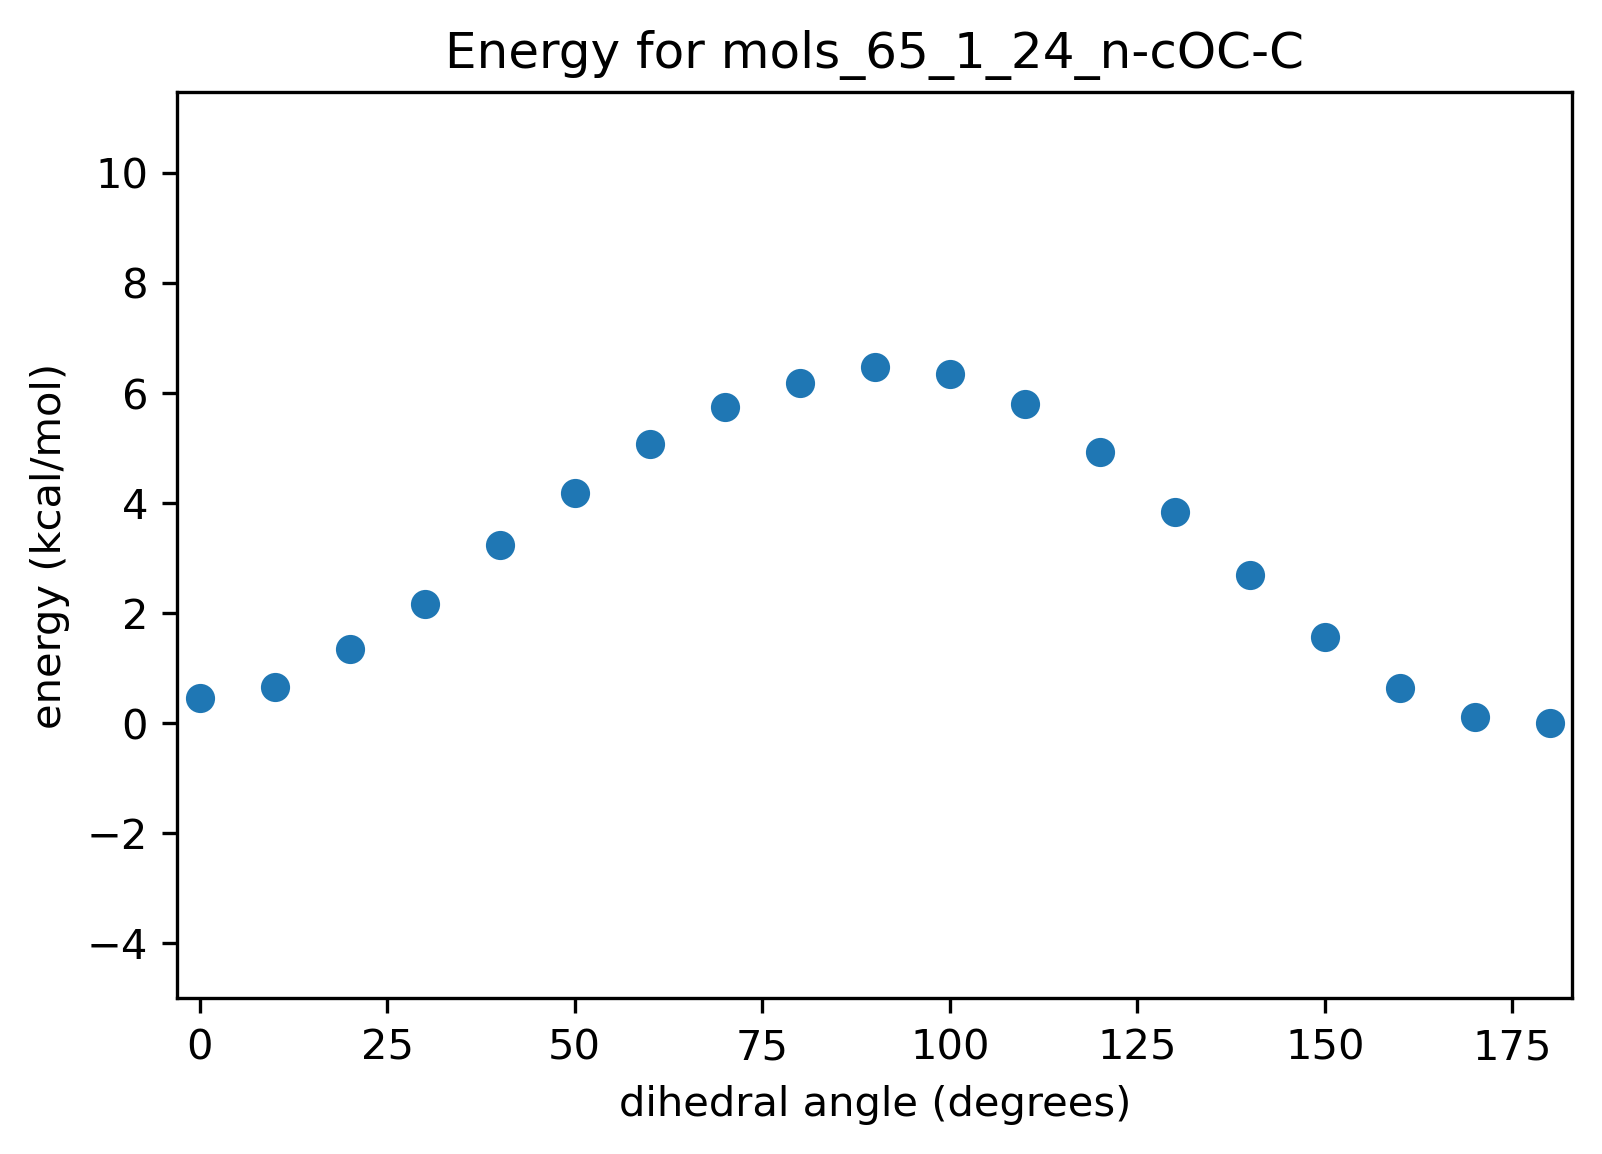 Energy for mols_65_1_24_n-cOC-C
energy (kcal/mol)
10
8
6
4
2
0
−2
−4
0 25 50 75 100 125 150 175
dihedral angle (degrees)